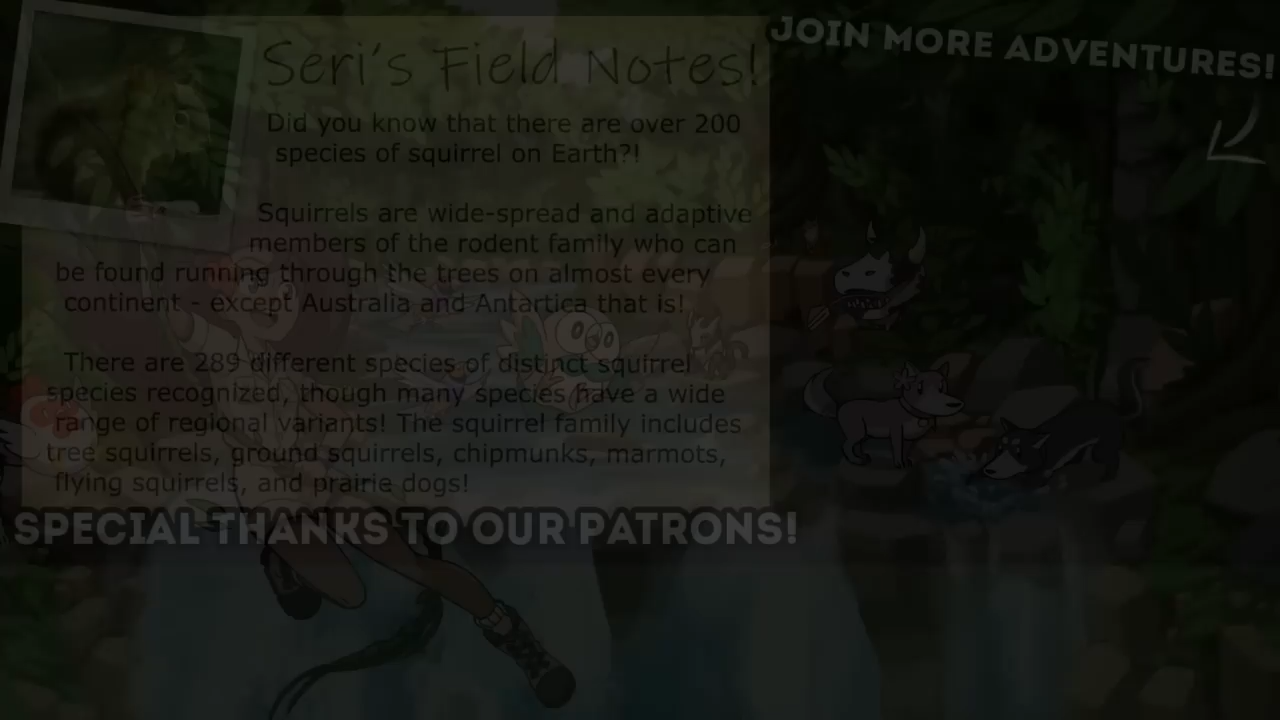 Seri's Field Notes!
JOIN MORE ADVENTURES!
Did you know that there are over 200
species of squirrel on Earth?!
Squirrels are wide-spread and adaptive
members of the rodent family who can
be found running through the trees on almost every
continent - except Australia and Antartica that is!
There are 289 different species of distinct squirrel
species recognized, though many species have a wide
range of regional variants! The squirrel family includes
tree squirrels, ground squirrels, chipmunks, marmots,
flying squirrels, and prairie dogs!
SPECIAL THANKS TO OUR PATRONS!